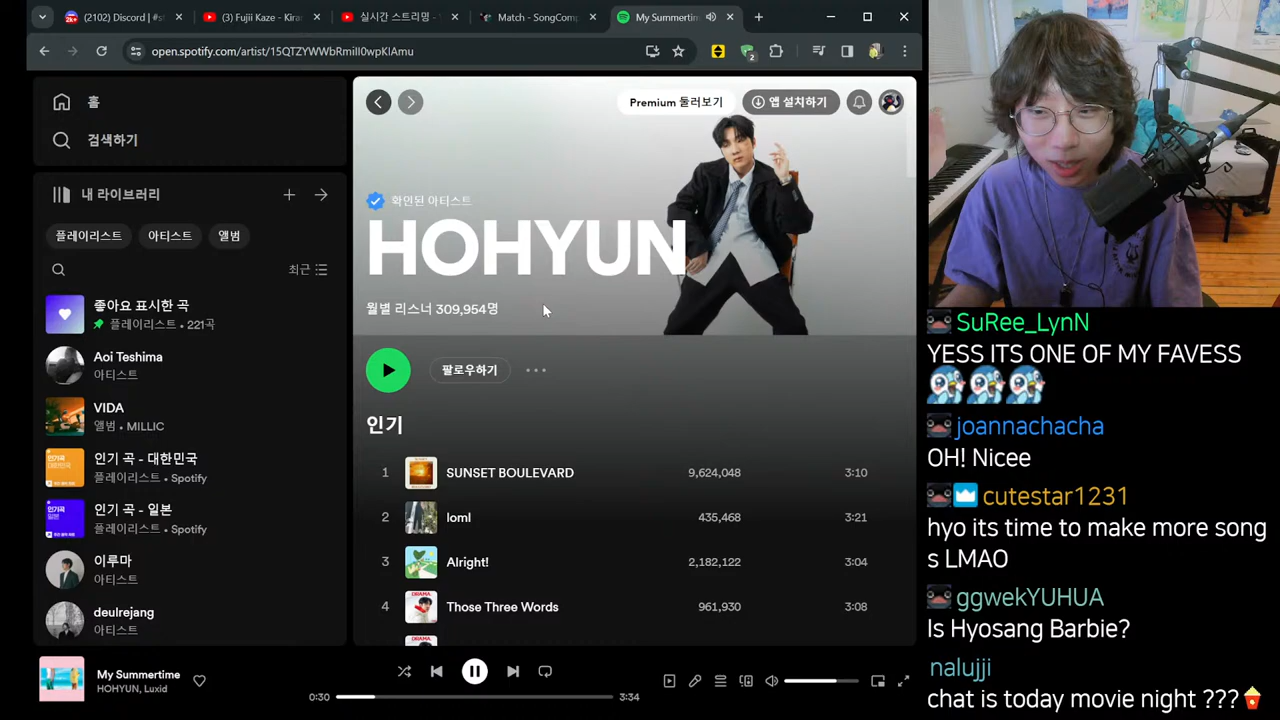 (2102) Discord | #s
(3) Fujii Kaze - Kira
실시간 스트리밍 -
Match - SongCom
My Summertim
open.spotify.com/artist/15QTZYWWbRmiII0wpKIAmu
2
홈
검색하기
내 라이브러리
플레이리스트
아티스트
앨범
최근
좋아요 표시한 곡
플레이리스트 • 221곡
Aoi Teshima
아티스트
VIDA
앨범 • MILLIC
인기 곡 - 대한민국
플레이리스트 • Spotify
인기 곡 - 일본
플레이리스트 • Spotify
이루마
아티스트
deulrejang
아티스트
Premium 둘러보기
앱 설치하기
확인된 아티스트
HOHYUN
월별 리스너 309,954명
팔로우하기
인기
1 SUNSET BOULEVARD 9,624,048 3:10
2 loml 435,468 3:21
3 Alright! 2,182,122 3:04
4 Those Three Words 961,930 3:08
DRAMA.
My Summertime
HOHYUN, Luxid
0:30
3:34
SuRee_LynN
YESS ITS ONE OF MY FAVESS
joannachacha
OH! Nicee
cutestar1231
hyo its time to make more song
s LMAO
ggwekYUHUA
Is Hyosang Barbie?
nalujji
chat is today movie night ???🍿